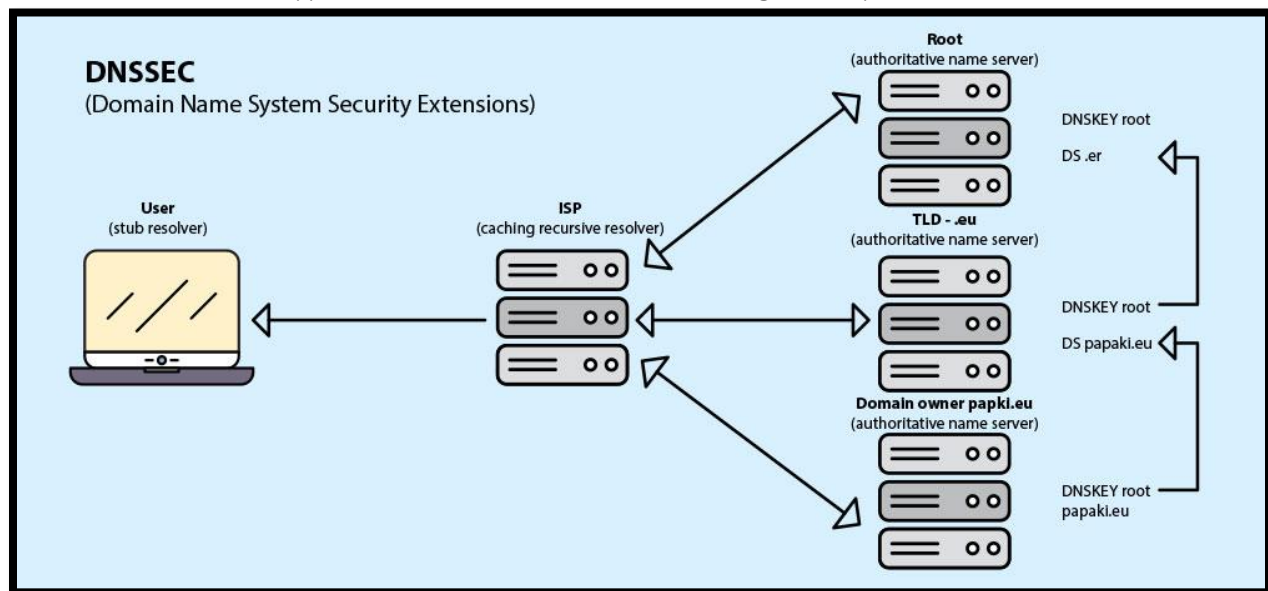 DNSSEC
(Domain Name System Security Extensions)
User
(stub resolver)
ISP
(caching recursive resolver)
Root
(authoritative name server)
DNSKEY root
DS .er
TLD - .eu
(authoritative name server)
DNSKEY root
DS papaki.eu
Domain owner papki.eu
(authoritative name server)
DNSKEY root
papaki.eu